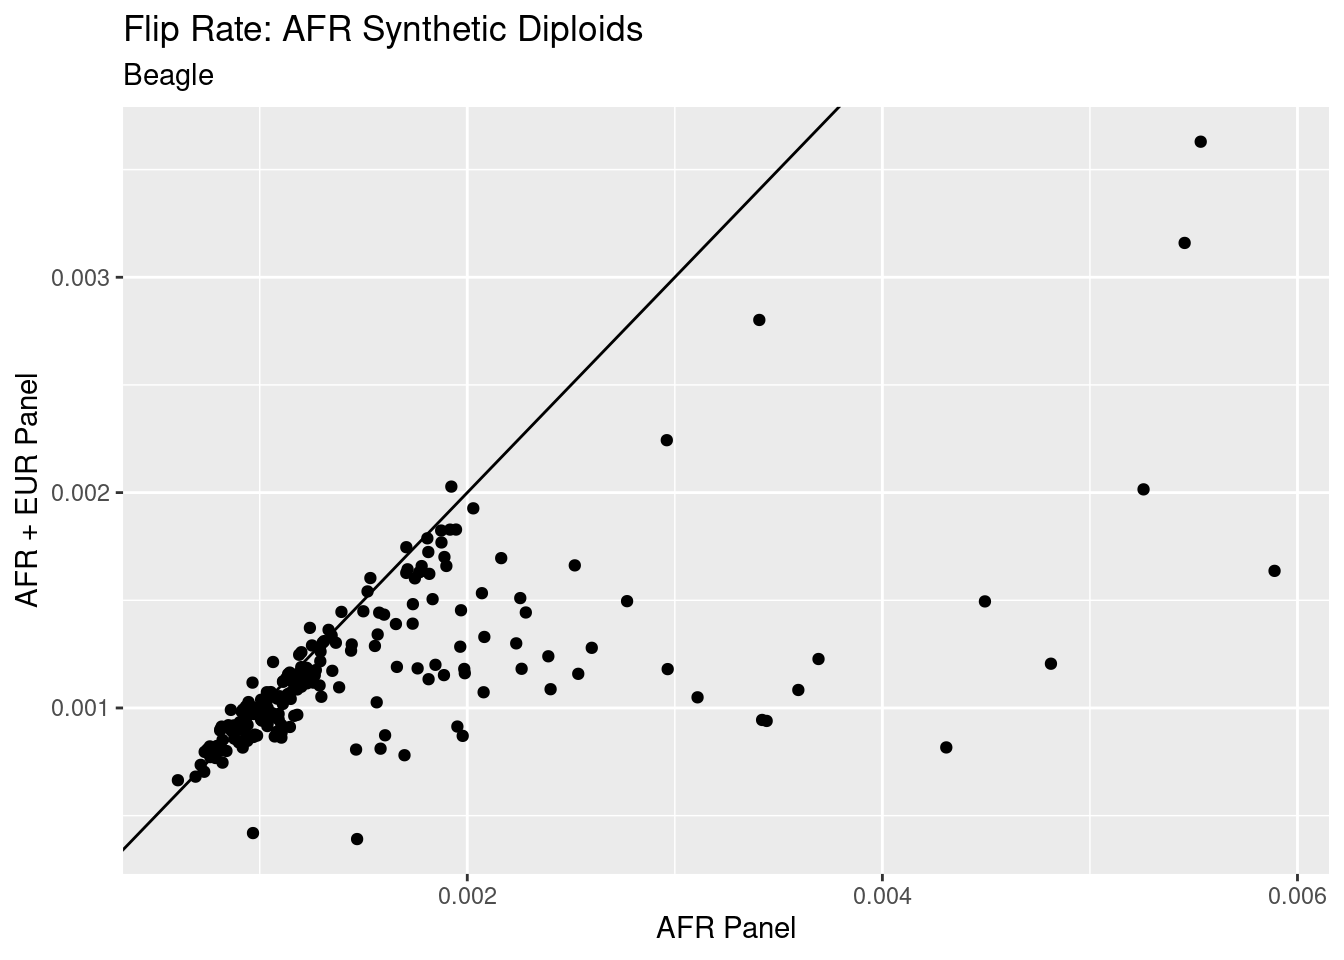 Flip Rate: AFR Synthetic Diploids
Beagle
AFR + EUR Panel
0.003
0.002
0.001
0.002
0.004
0.006
AFR Panel